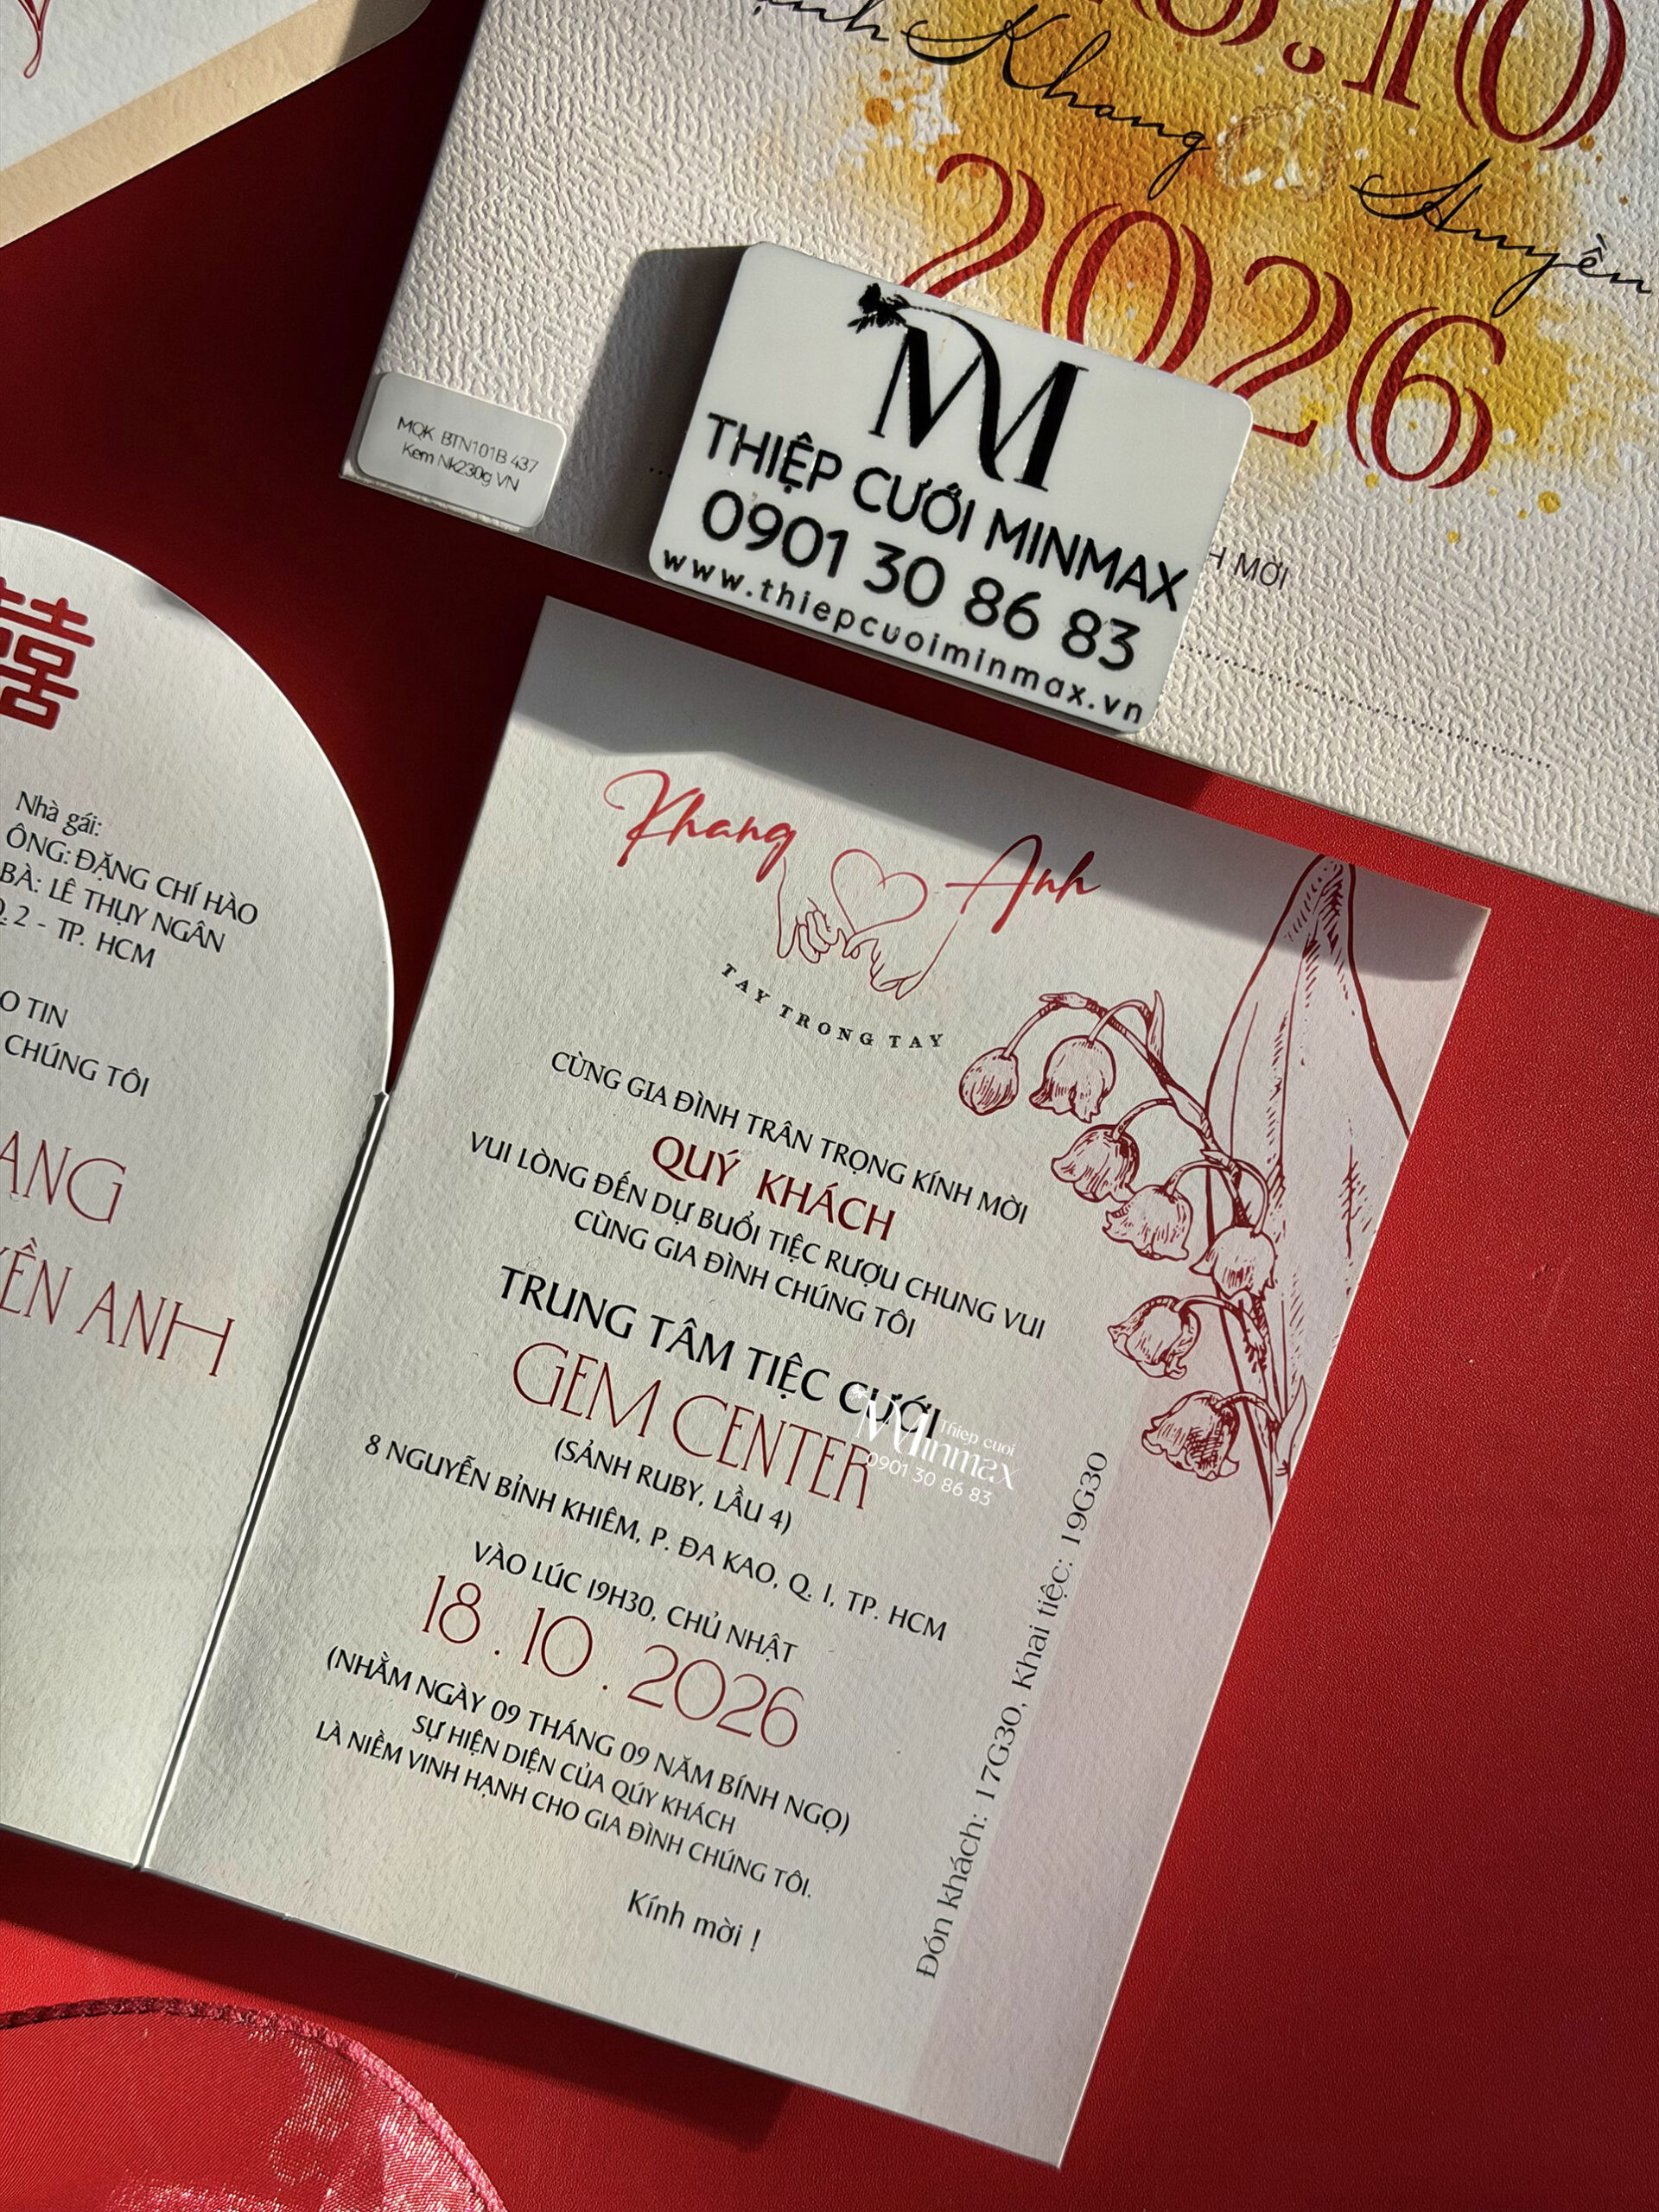 10
Khang
Huyền
2026
MQK BTN101B 437
Kem Nk230g VN
THIỆP CƯỚI MINMAX
0901 30 86 83
www.thiepcuoiminmax.vn
MỜI
囍
Nhà gái:
ÔNG: ĐẶNG CHÍ HÀO
BÀ: LÊ THỤY NGÂN
2 - TP. HCM
TIN
CHÚNG TÔI
ANH
Khang Anh
TAY TRONG TAY
CÙNG GIA ĐÌNH TRÂN TRỌNG KÍNH MỜI
QUÝ KHÁCH
VUI LÒNG ĐẾN DỰ BUỔI TIỆC RƯỢU CHUNG VUI
CÙNG GIA ĐÌNH CHÚNG TÔI
TRUNG TÂM TIỆC CƯỚI
GEM CENTER
(SẢNH RUBY, LẦU 4)
8 NGUYỄN BỈNH KHIÊM, P. ĐA KAO, Q. 1, TP. HCM
VÀO LÚC 19H30, CHỦ NHẬT
18 . 10 . 2026
(NHẰM NGÀY 09 THÁNG 09 NĂM BÍNH NGỌ)
SỰ HIỆN DIỆN CỦA QÚY KHÁCH
LÀ NIỀM VINH HẠNH CHO GIA ĐÌNH CHÚNG TÔI.
Kính mời !
Đón khách: 17G30, Khai tiệc: 19G30
Thiep cuoi
Minmax
0901 30 86 83